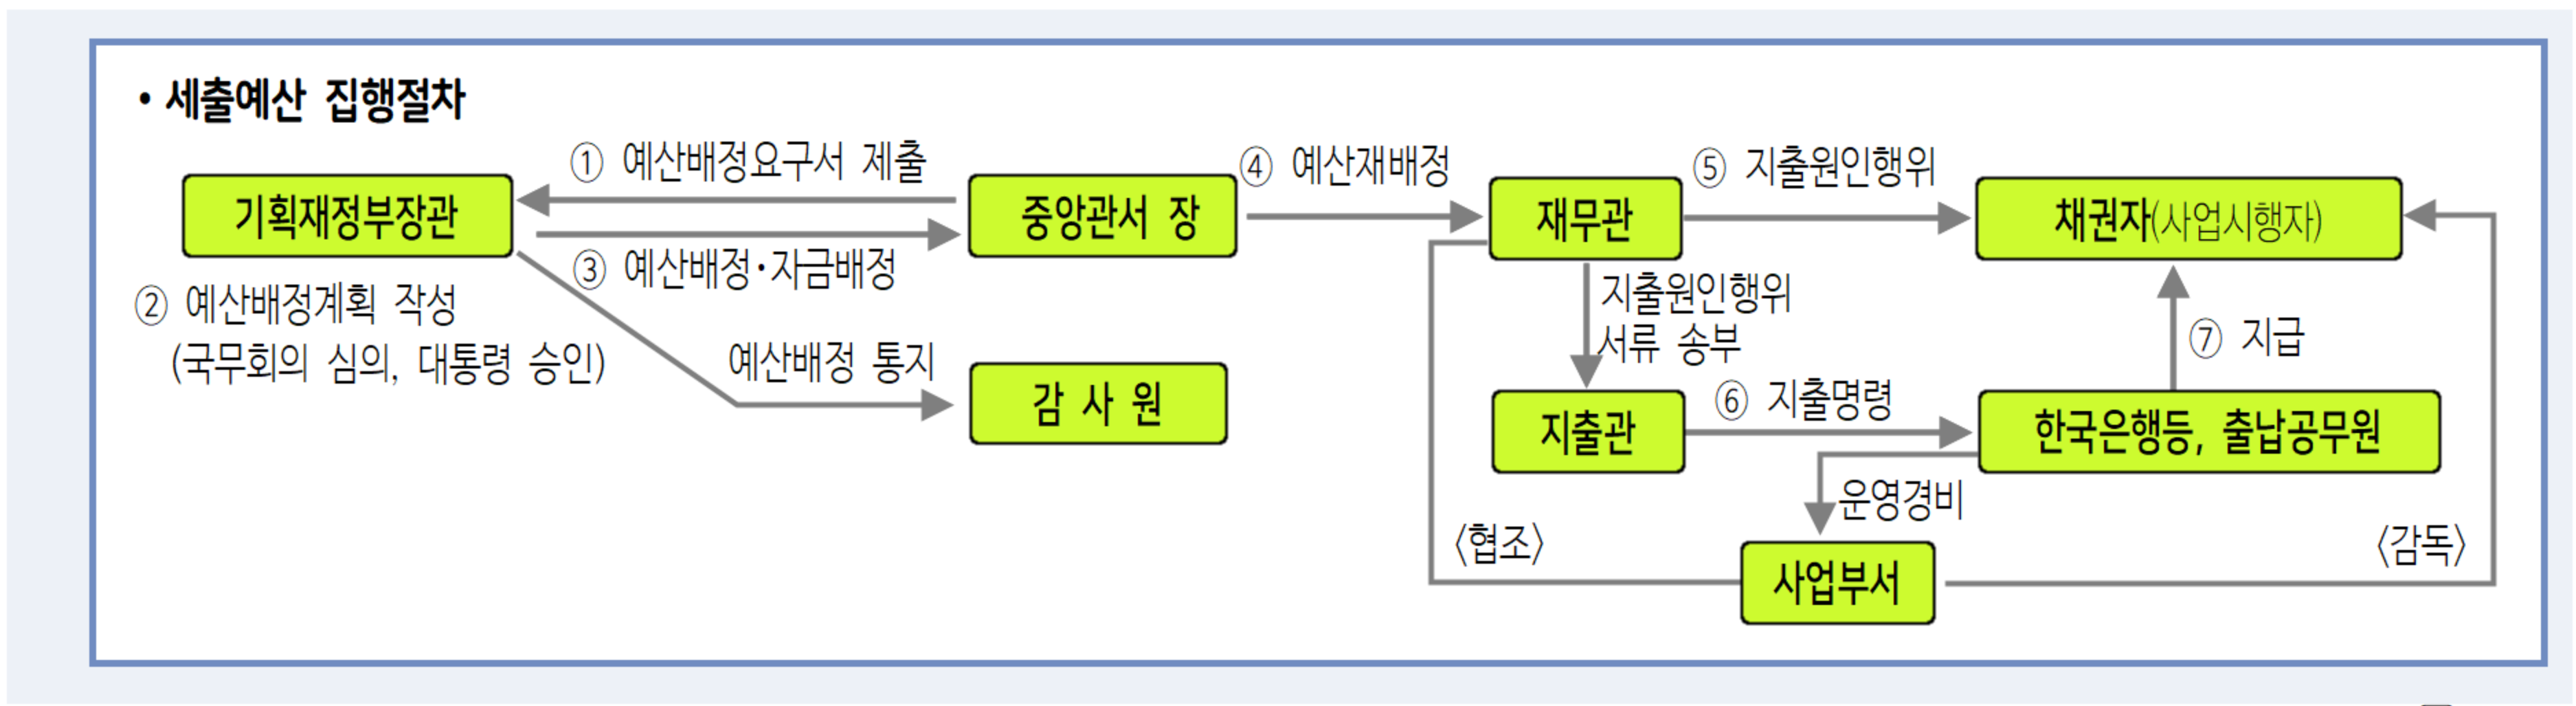 • 세출예산 집행절차
① 예산배정요구서 제출
④ 예산재배정
⑤ 지출원인행위
기획재정부장관
중앙관서 장
재무관
채권자(사업시행자)
③ 예산배정·자금배정
② 예산배정계획 작성
(국무회의 심의, 대통령 승인)
예산배정 통지
감 사 원
지출원인행위
서류 송부
⑦ 지급
지출관
⑥ 지출명령
한국은행등, 출납공무원
운영경비
〈협조〉
사업부서
〈감독〉